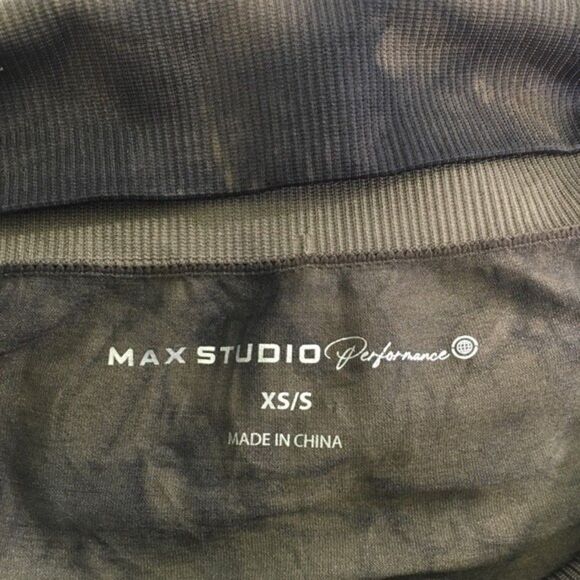 MAX STUDIO Performance
XS/S
MADE IN CHINA